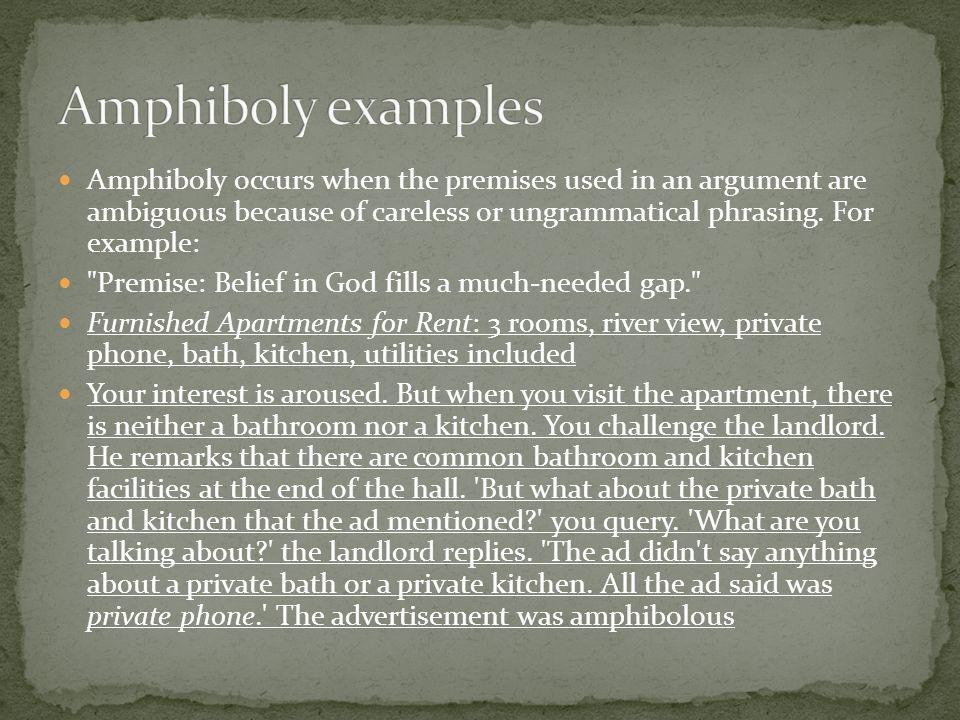 Amphiboly examples
Amphiboly occurs when the premises used in an argument are
ambiguous because of careless or ungrammatical phrasing. For
example:
"Premise: Belief in God fills a much-needed gap."
Furnished Apartments for Rent: 3 rooms, river view, private
phone, bath, kitchen, utilities included
Your interest is aroused. But when you visit the apartment, there
is neither a bathroom nor a kitchen. You challenge the landlord.
He remarks that there are common bathroom and kitchen
facilities at the end of the hall. 'But what about the private bath
and kitchen that the ad mentioned?' you query. 'What are you
talking about?' the landlord replies. 'The ad didn't say anything
about a private bath or a private kitchen. All the ad said was
private phone.' The advertisement was amphibolous